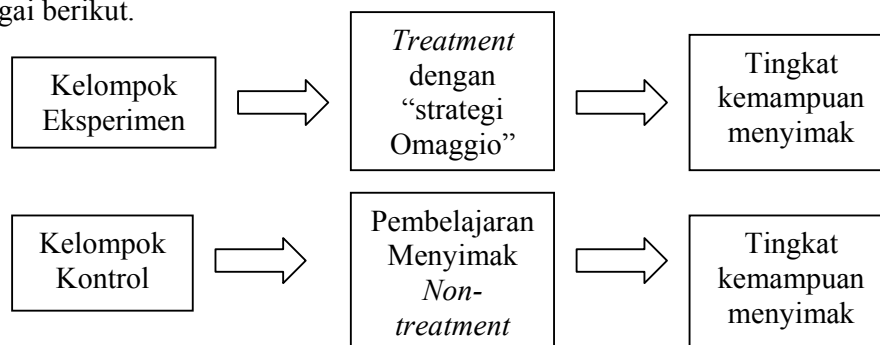 gai berikut.
Kelompok
Eksperimen
Treatment
dengan
“strategi
Omaggio”
Tingkat
kemampuan
menyimak
Kelompok
Kontrol
Pembelajaran
Menyimak
Non-
treatment
Tingkat
kemampuan
menyimak